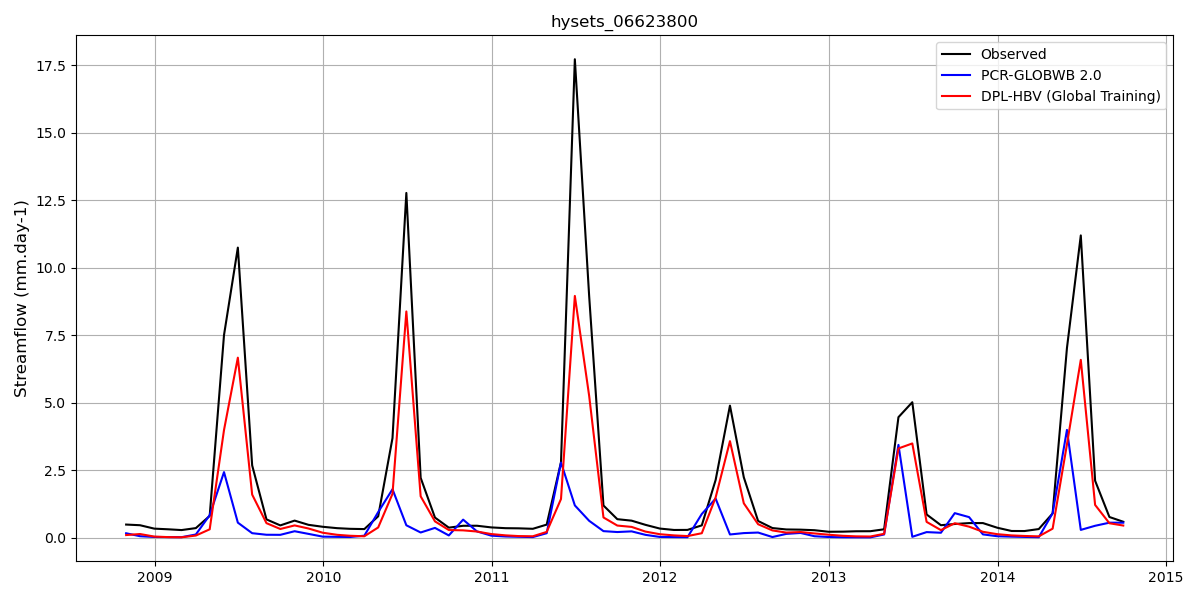 hysets_06623800
Observed
PCR-GLOBWB 2.0
DPL-HBV (Global Training)
Streamflow (mm.day-1)
17.5
15.0
12.5
10.0
7.5
5.0
2.5
0.0
2009 2010 2011 2012 2013 2014 2015